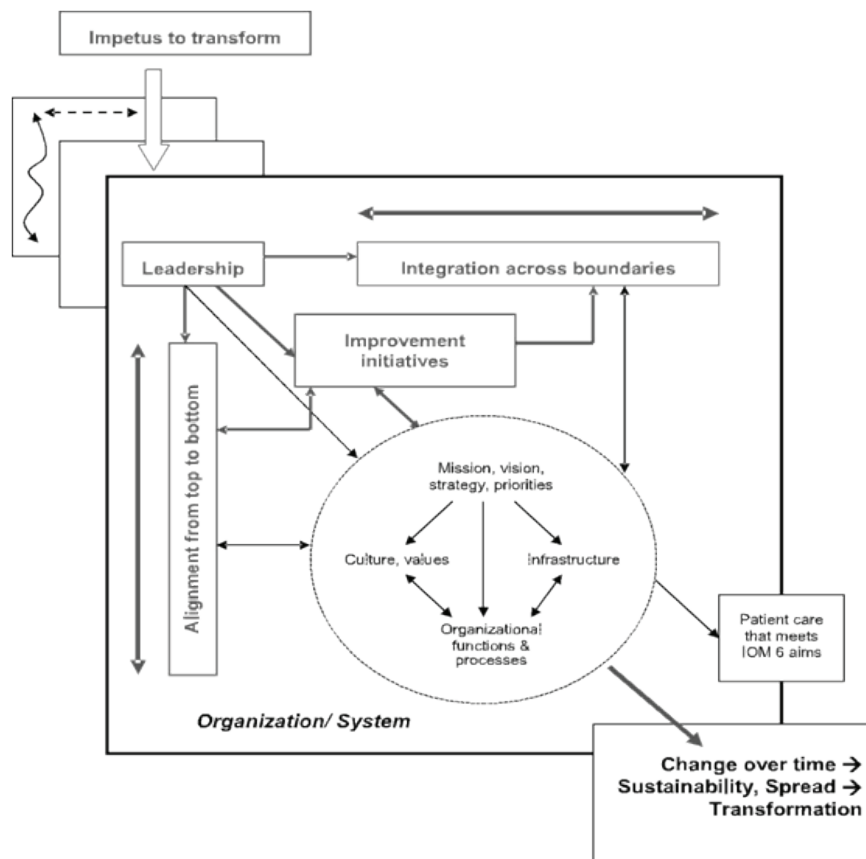 Impetus to transform
Leadership
Integration across boundaries
Improvement
initiatives
Alignment from top to bottom
Mission, vision,
strategy, priorities
Culture, values
Infrastructure
Organizational
functions &
processes
Patient care
that meets
IOM 6 aims
Organization/ System
Change over time →
Sustainability, Spread →
Transformation